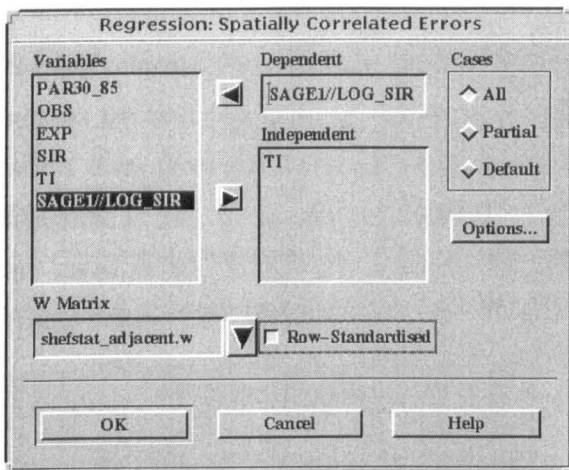 Regression: Spatially Correlated Errors
Variables
PAR30_85
OBS
EXP
SIR
TI
SAGE1//LOG_SIR
Dependent
SAGE1//LOG_SIR
Independent
TI
Cases
All
Partial
Default
Options...
W Matrix
shefstat_adjacent.w
Row-Standardised
OK
Cancel
Help